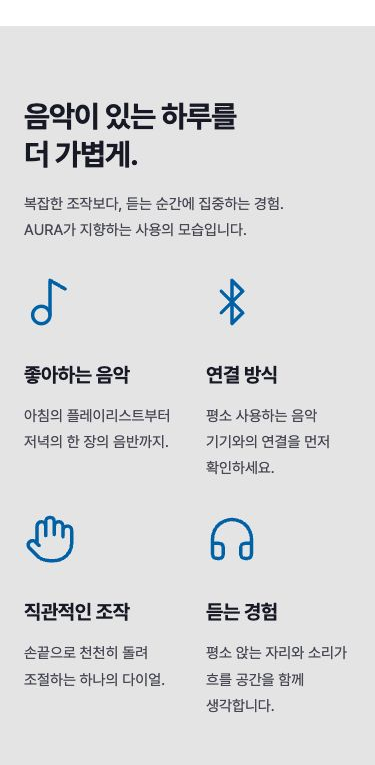 음악이 있는 하루를
더 가볍게.
복잡한 조작보다, 듣는 순간에 집중하는 경험.
AURA가 지향하는 사용의 모습입니다.
좋아하는 음악
아침의 플레이리스트부터
저녁의 한 장의 음반까지.
연결 방식
평소 사용하는 음악
기기와의 연결을 먼저
확인하세요.
직관적인 조작
손끝으로 천천히 돌려
조절하는 하나의 다이얼.
듣는 경험
평소 앉는 자리와 소리가
흐를 공간을 함께
생각합니다.